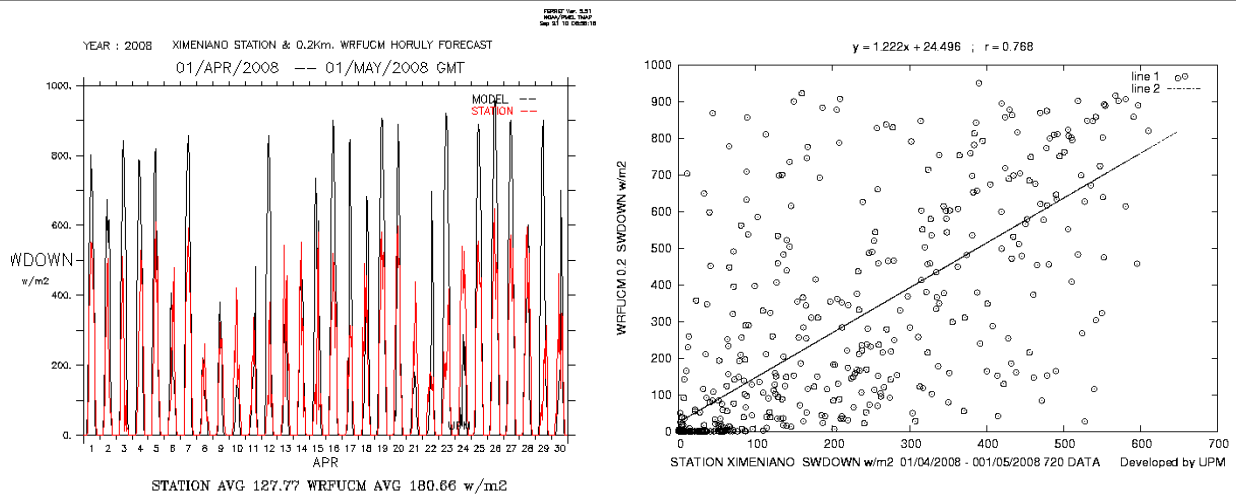 FERRET Ver. 5.51
NOAA/PMEL TMAP
YEAR : 2008 XIMENIANO STATION & 0.2Km. WRFUCM HORULY FORECAST
01/APR/2008 —— 01/MAY/2008 GMT
MODEL
STATION
1000.
800.
600.
400.
200.
0.
WDOWN
w/m2
UPM
1 2 3 4 5 6 7 8 9 10 11 12 13 14 15 16 17 18 19 20 21 22 23 24 25 26 27 28 29 30
APR
STATION AVG 127.77 WRFUCM AVG 180.66 w/m2
y = 1.222x + 24.496 ; r = 0.768
line 1
line 2
1000
900
800
700
600
500
400
300
200
100
0
WRFUCM0.2 SWDOWN w/m2
0 100 200 300 400 500 600 700
STATION XIMENIANO SWDOWN w/m2 01/04/2008 - 001/05/2008 720 DATA Developed by UPM